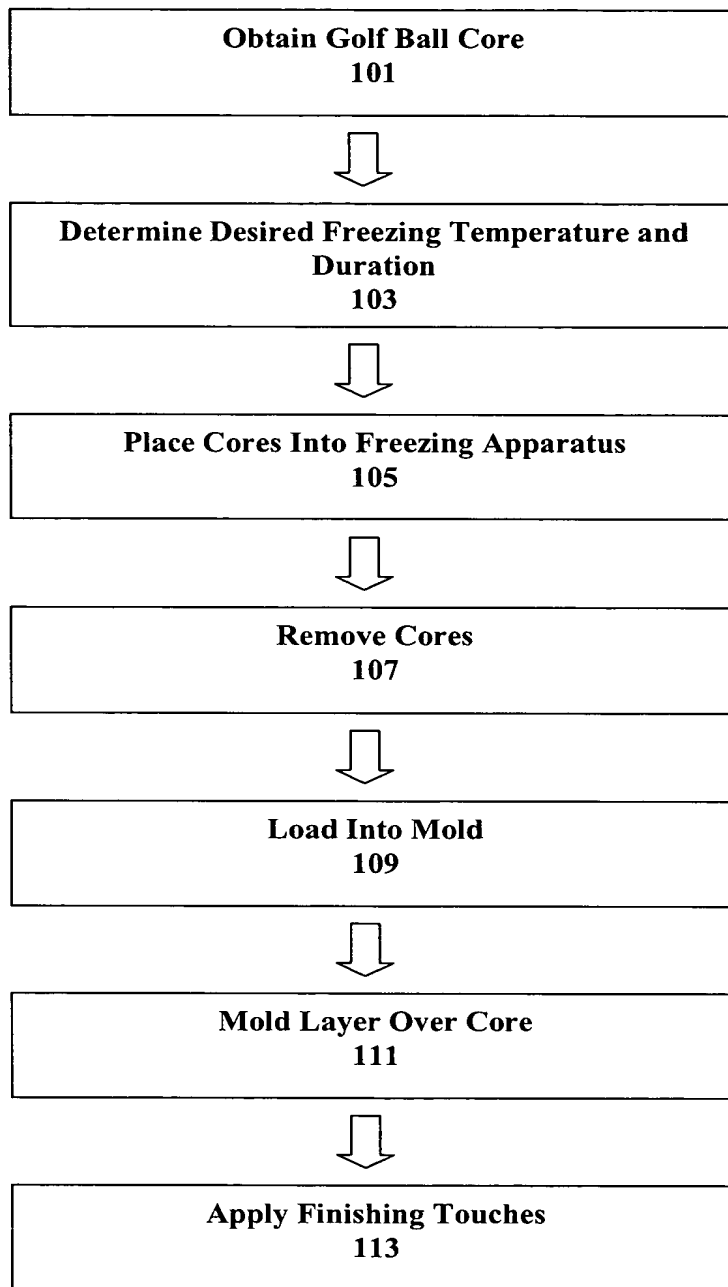 Obtain Golf Ball Core
101
Determine Desired Freezing Temperature and
Duration
103
Place Cores Into Freezing Apparatus
105
Remove Cores
107
Load Into Mold
109
Mold Layer Over Core
111
Apply Finishing Touches
113